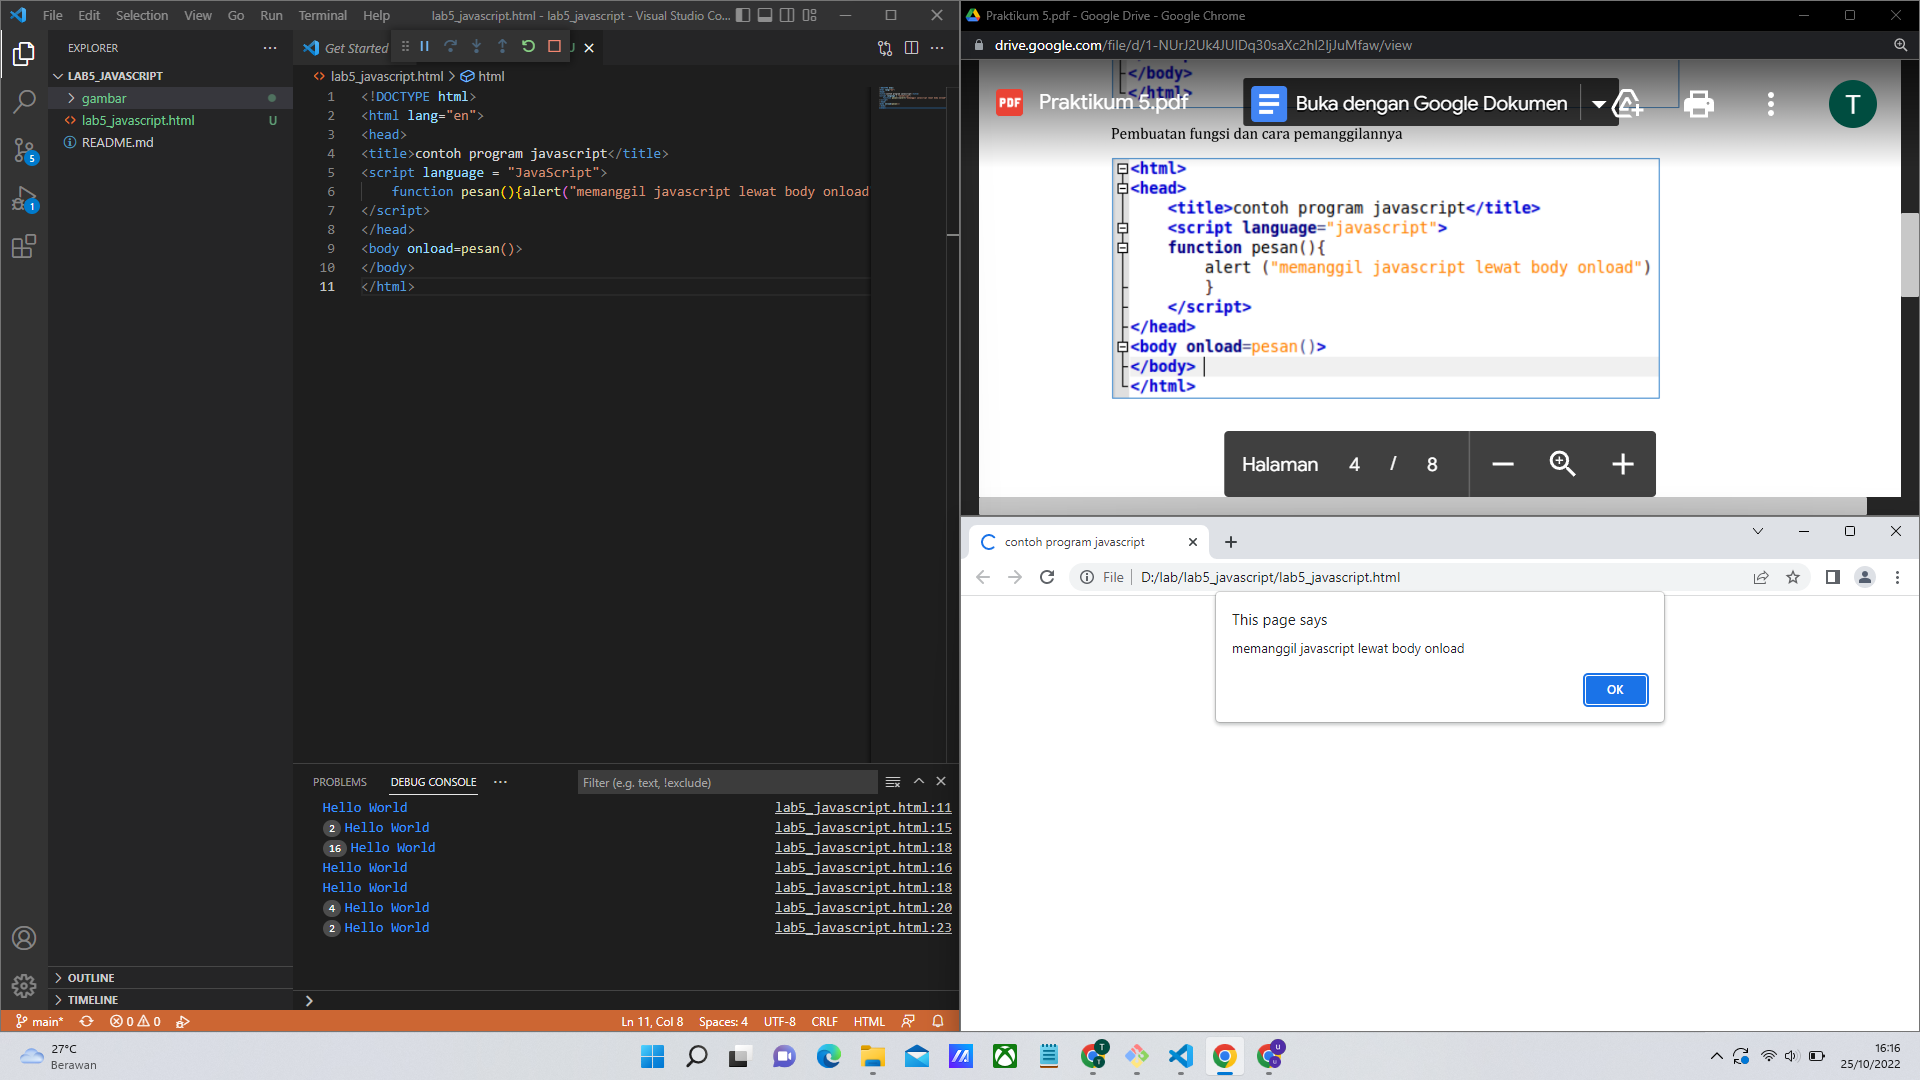 File Edit Selection View Go Run Terminal Help
lab5_javascript.html - lab5_javascript - Visual Studio Co...
EXPLORER
LAB5_JAVASCRIPT
gambar
lab5_javascript.html U
README.md
OUTLINE
TIMELINE
5
1
Get Started
U
lab5_javascript.html > html
1 <!DOCTYPE html>
2 <html lang="en">
3 <head>
4 <title>contoh program javascript</title>
5 <script language = "JavaScript">
6 function pesan(){alert("memanggil javascript lewat body onload
7 </script>
8 </head>
9 <body onload=pesan()>
10 </body>
11 </html>
PROBLEMS DEBUG CONSOLE
Filter (e.g. text, !exclude)
Hello World lab5_javascript.html:11
2 Hello World lab5_javascript.html:15
16 Hello World lab5_javascript.html:18
Hello World lab5_javascript.html:16
Hello World lab5_javascript.html:18
4 Hello World lab5_javascript.html:20
2 Hello World lab5_javascript.html:23
main* 0 0 Ln 11, Col 8 Spaces: 4 UTF-8 CRLF HTML
Praktikum 5.pdf - Google Drive - Google Chrome
drive.google.com/file/d/1-NUrJ2Uk4JUlDq30saXc2hl2ljJuMfaw/view
</body>
</html>
PDF Praktikum 5.pdf
Buka dengan Google Dokumen
T
Pembuatan fungsi dan cara pemanggilannya
<html>
<head>
<title>contoh program javascript</title>
<script language="javascript">
function pesan(){
alert ("memanggil javascript lewat body onload")
}
</script>
</head>
<body onload=pesan()>
</body>
</html>
Halaman 4 / 8
contoh program javascript
File D:/lab/lab5_javascript/lab5_javascript.html
This page says
memanggil javascript lewat body onload
OK
27°C
Berawan
T
U
16:16
25/10/2022